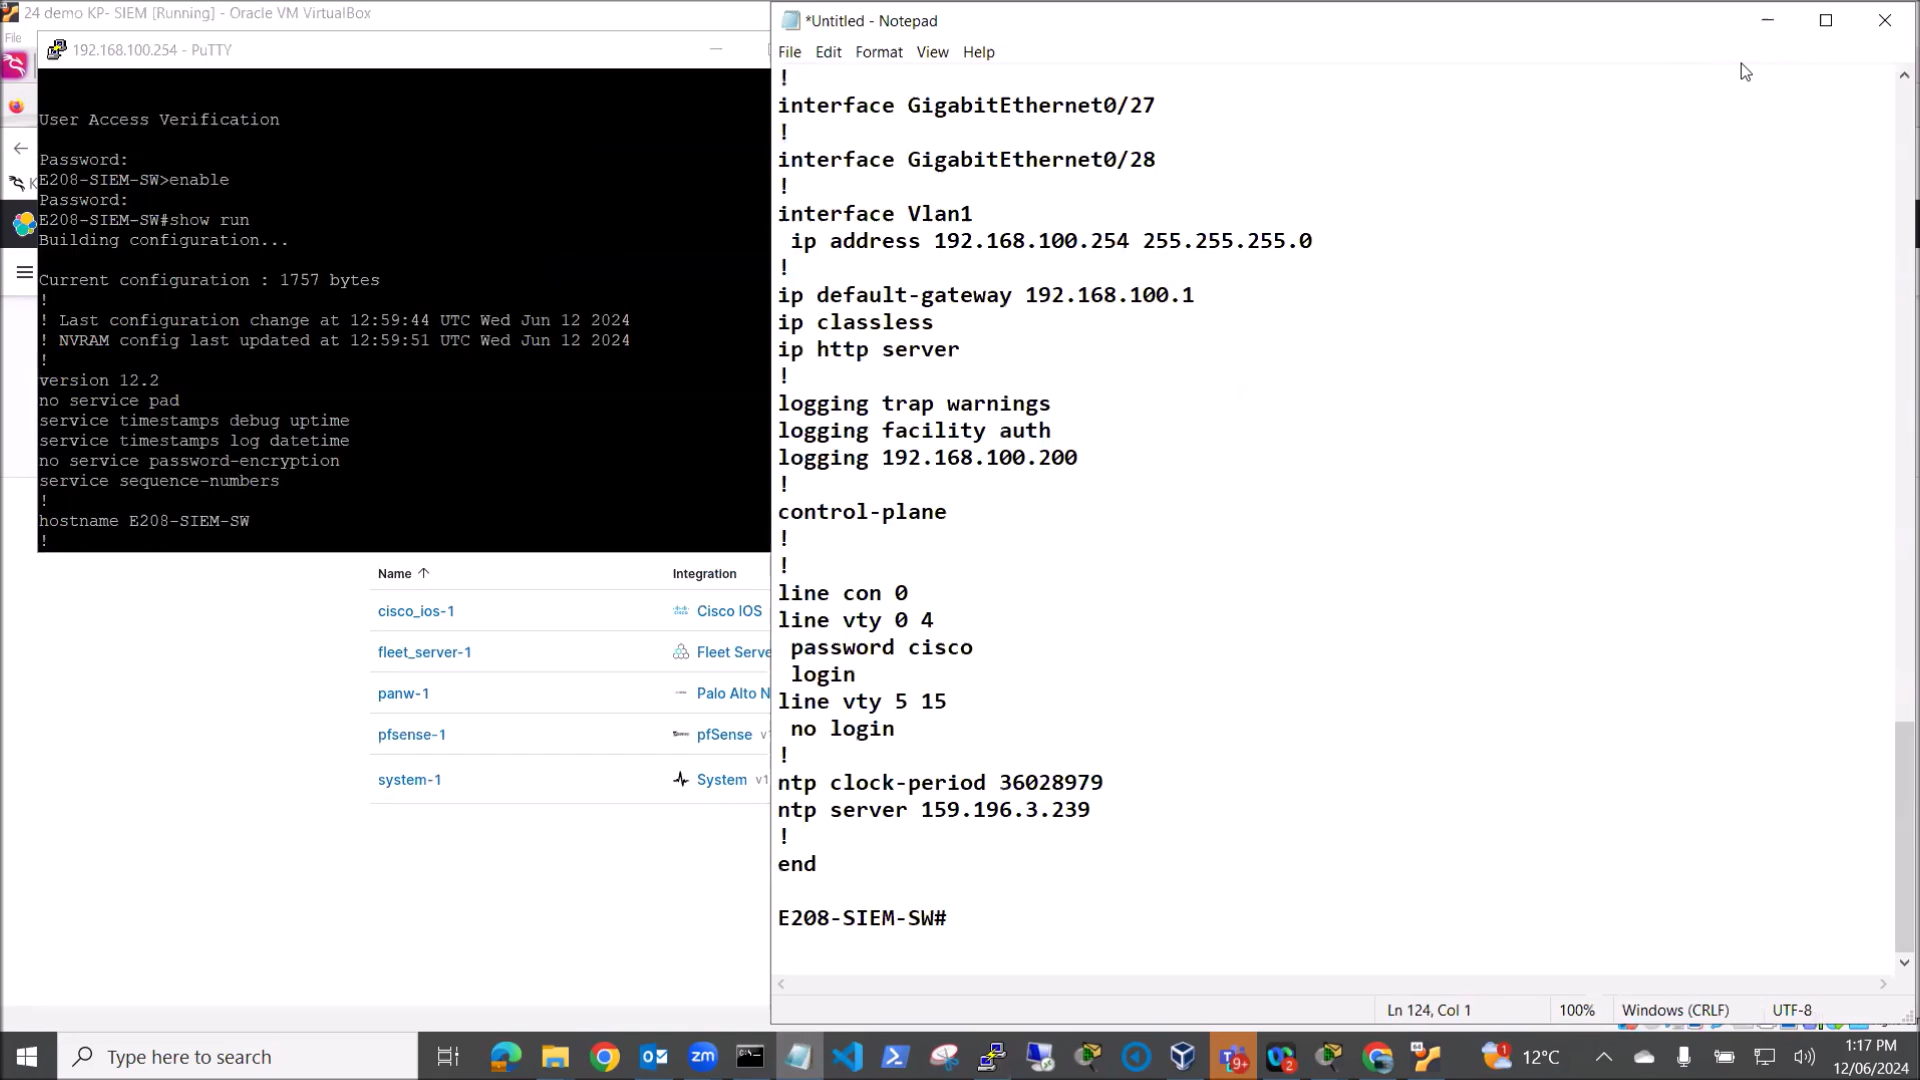 24 demo KP- SIEM [Running] - Oracle VM VirtualBox
File
192.168.100.254 - PuTTY
User Access Verification
Password:
E208-SIEM-SW>enable
Password:
E208-SIEM-SW#show run
Building configuration...
Current configuration : 1757 bytes
!
! Last configuration change at 12:59:44 UTC Wed Jun 12 2024
! NVRAM config last updated at 12:59:51 UTC Wed Jun 12 2024
!
version 12.2
no service pad
service timestamps debug uptime
service timestamps log datetime
no service password-encryption
service sequence-numbers
!
hostname E208-SIEM-SW
!
K
Name
Integration
cisco_ios-1
Cisco IOS
fleet_server-1
Fleet Serve
panw-1
Palo Alto N
pfsense-1
pfSense v
system-1
System v1
*Untitled - Notepad
File Edit Format View Help
!
interface GigabitEthernet0/27
!
interface GigabitEthernet0/28
!
interface Vlan1
ip address 192.168.100.254 255.255.255.0
!
ip default-gateway 192.168.100.1
ip classless
ip http server
!
logging trap warnings
logging facility auth
logging 192.168.100.200
!
control-plane
!
!
line con 0
line vty 0 4
password cisco
login
line vty 5 15
no login
!
ntp clock-period 36028979
ntp server 159.196.3.239
!
end
E208-SIEM-SW#
Ln 124, Col 1
100%
Windows (CRLF)
UTF-8
Type here to search
zm
9+
2
1
12°C
1:17 PM
12/06/2024